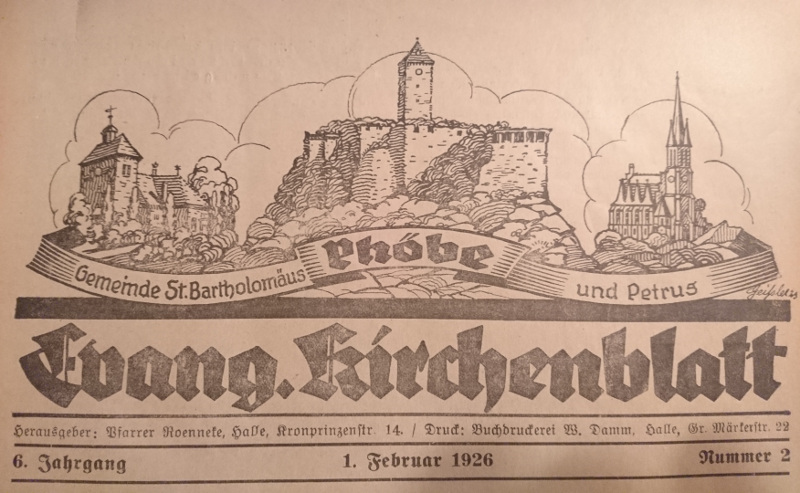 Phöbe
Gemeinde St. Bartholomäus und Petrus
Evang. Kirchenblatt
Herausgeber: Pfarrer Roenneke, Halle, Kronprinzenstr. 14. / Druck: Buchdruckerei W. Damm, Halle, Gr. Märkerstr. 22
6. Jahrgang 1. Februar 1926 Nummer 2